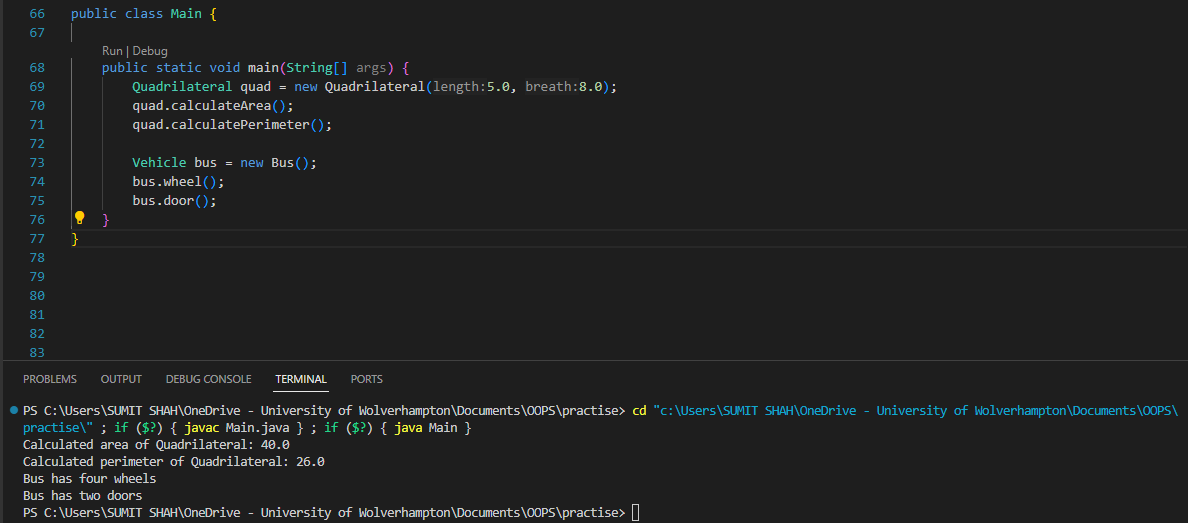 66 public class Main {
67
Run | Debug
68 public static void main(String[] args) {
69 Quadrilateral quad = new Quadrilateral(length:5.0, breath:8.0);
70 quad.calculateArea();
71 quad.calculatePerimeter();
72
73 Vehicle bus = new Bus();
74 bus.wheel();
75 bus.door();
76 }
77 }
78
79
80
81
82
83
PROBLEMS OUTPUT DEBUG CONSOLE TERMINAL PORTS
PS C:\Users\SUMIT SHAH\OneDrive - University of Wolverhampton\Documents\OOPS\practise> cd "c:\Users\SUMIT SHAH\OneDrive - University of Wolverhampton\Documents\OOPS\
practise\" ; if ($?) { javac Main.java } ; if ($?) { java Main }
Calculated area of Quadrilateral: 40.0
Calculated perimeter of Quadrilateral: 26.0
Bus has four wheels
Bus has two doors
PS C:\Users\SUMIT SHAH\OneDrive - University of Wolverhampton\Documents\OOPS\practise>